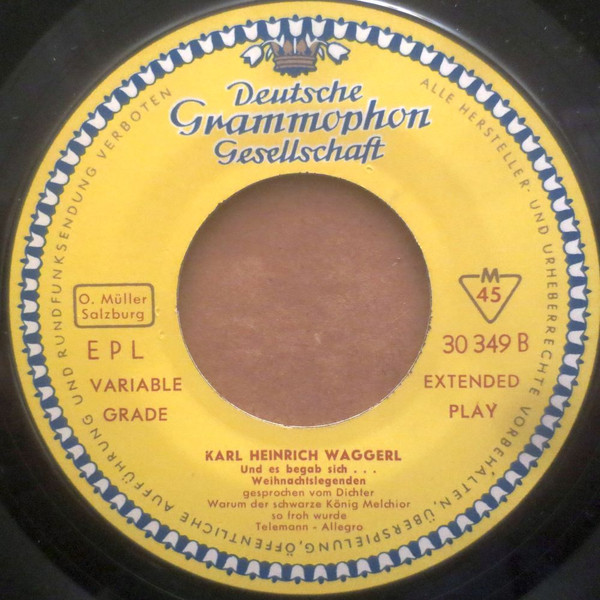 Deutsche
Grammophon
Gesellschaft
ALLE HERSTELLER- UND URHEBERRECHTE VORBEHALTEN. ÜBERSPIELUNG, ÖFFENTLICHE AUFFÜHRUNG UND RUNDFUNKSENDUNG VERBOTEN
O. Müller
Salzburg
M
45
EPL
30 349 B
VARIABLE
GRADE
EXTENDED
PLAY
KARL HEINRICH WAGGERL
Und es begab sich . . .
Weihnachtslegenden
gesprochen vom Dichter
Warum der schwarze König Melchior
so froh wurde
Telemann - Allegro